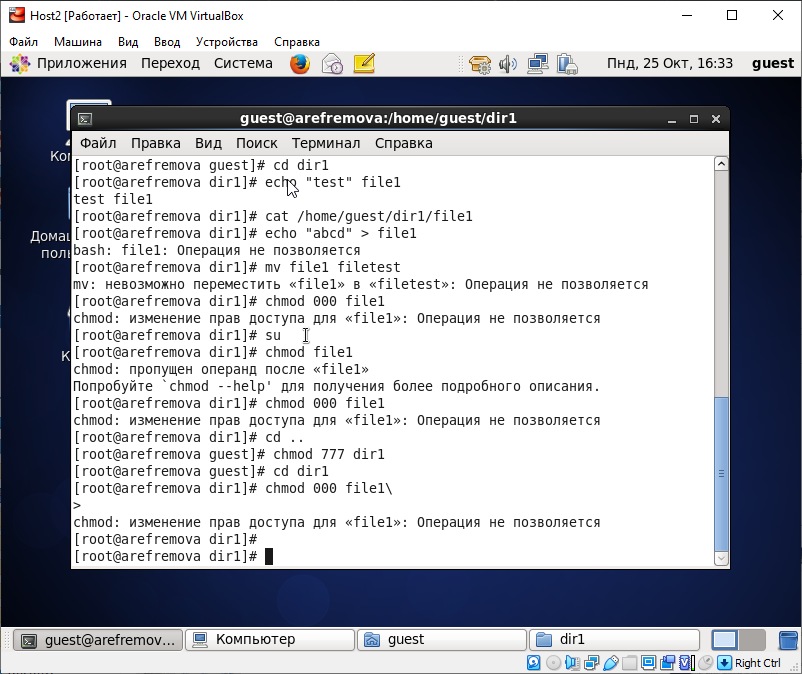 Host2 [Работает] - Oracle VM VirtualBox
Файл Машина Вид Ввод Устройства Справка
Приложения Переход Система Пнд, 25 Окт, 16:33 guest
guest@arefremova:/home/guest/dir1
Файл Правка Вид Поиск Терминал Справка
[root@arefremova guest]# cd dir1
[root@arefremova dir1]# echo "test" file1
test file1
[root@arefremova dir1]# cat /home/guest/dir1/file1
[root@arefremova dir1]# echo "abcd" > file1
bash: file1: Операция не позволяется
[root@arefremova dir1]# mv file1 filetest
mv: невозможно переместить «file1» в «filetest»: Операция не позволяется
[root@arefremova dir1]# chmod 000 file1
chmod: изменение прав доступа для «file1»: Операция не позволяется
[root@arefremova dir1]# su
[root@arefremova dir1]# chmod file1
chmod: пропущен операнд после «file1»
Попробуйте `chmod --help' для получения более подробного описания.
[root@arefremova dir1]# chmod 000 file1
chmod: изменение прав доступа для «file1»: Операция не позволяется
[root@arefremova dir1]# cd ..
[root@arefremova guest]# chmod 777 dir1
[root@arefremova guest]# cd dir1
[root@arefremova dir1]# chmod 000 file1\
>
chmod: изменение прав доступа для «file1»: Операция не позволяется
[root@arefremova dir1]#
[root@arefremova dir1]#
guest@arefremov... Компьютер guest dir1
Right Ctrl